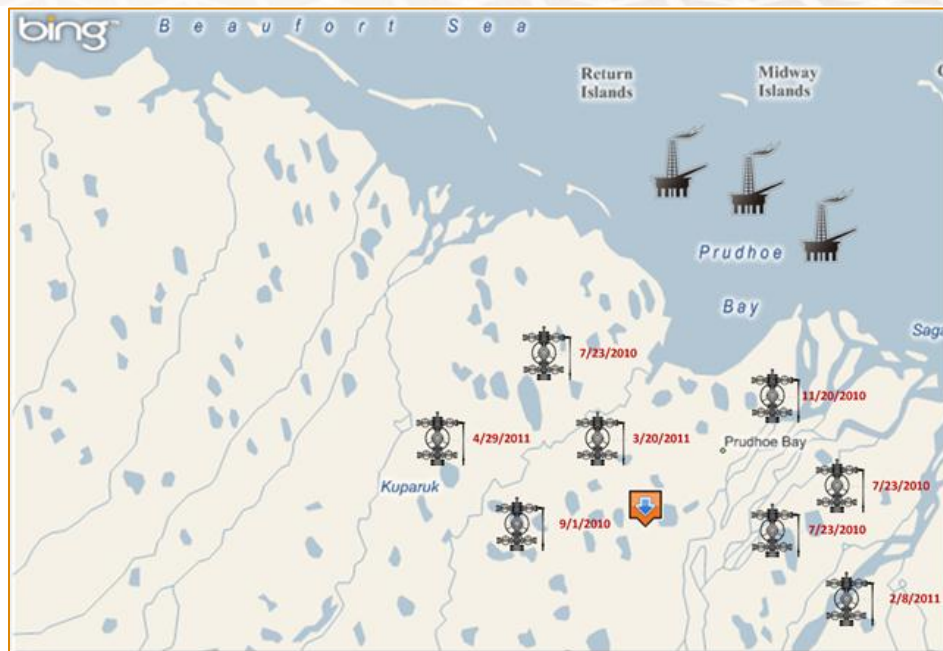 bing™
Beaufort Sea
Return
Islands
Midway
Islands
Prudhoe
Bay
7/23/2010
11/20/2010
4/29/2011
3/20/2011
Prudhoe Bay
Kuparuk
7/23/2010
9/1/2010
7/23/2010
2/8/2011